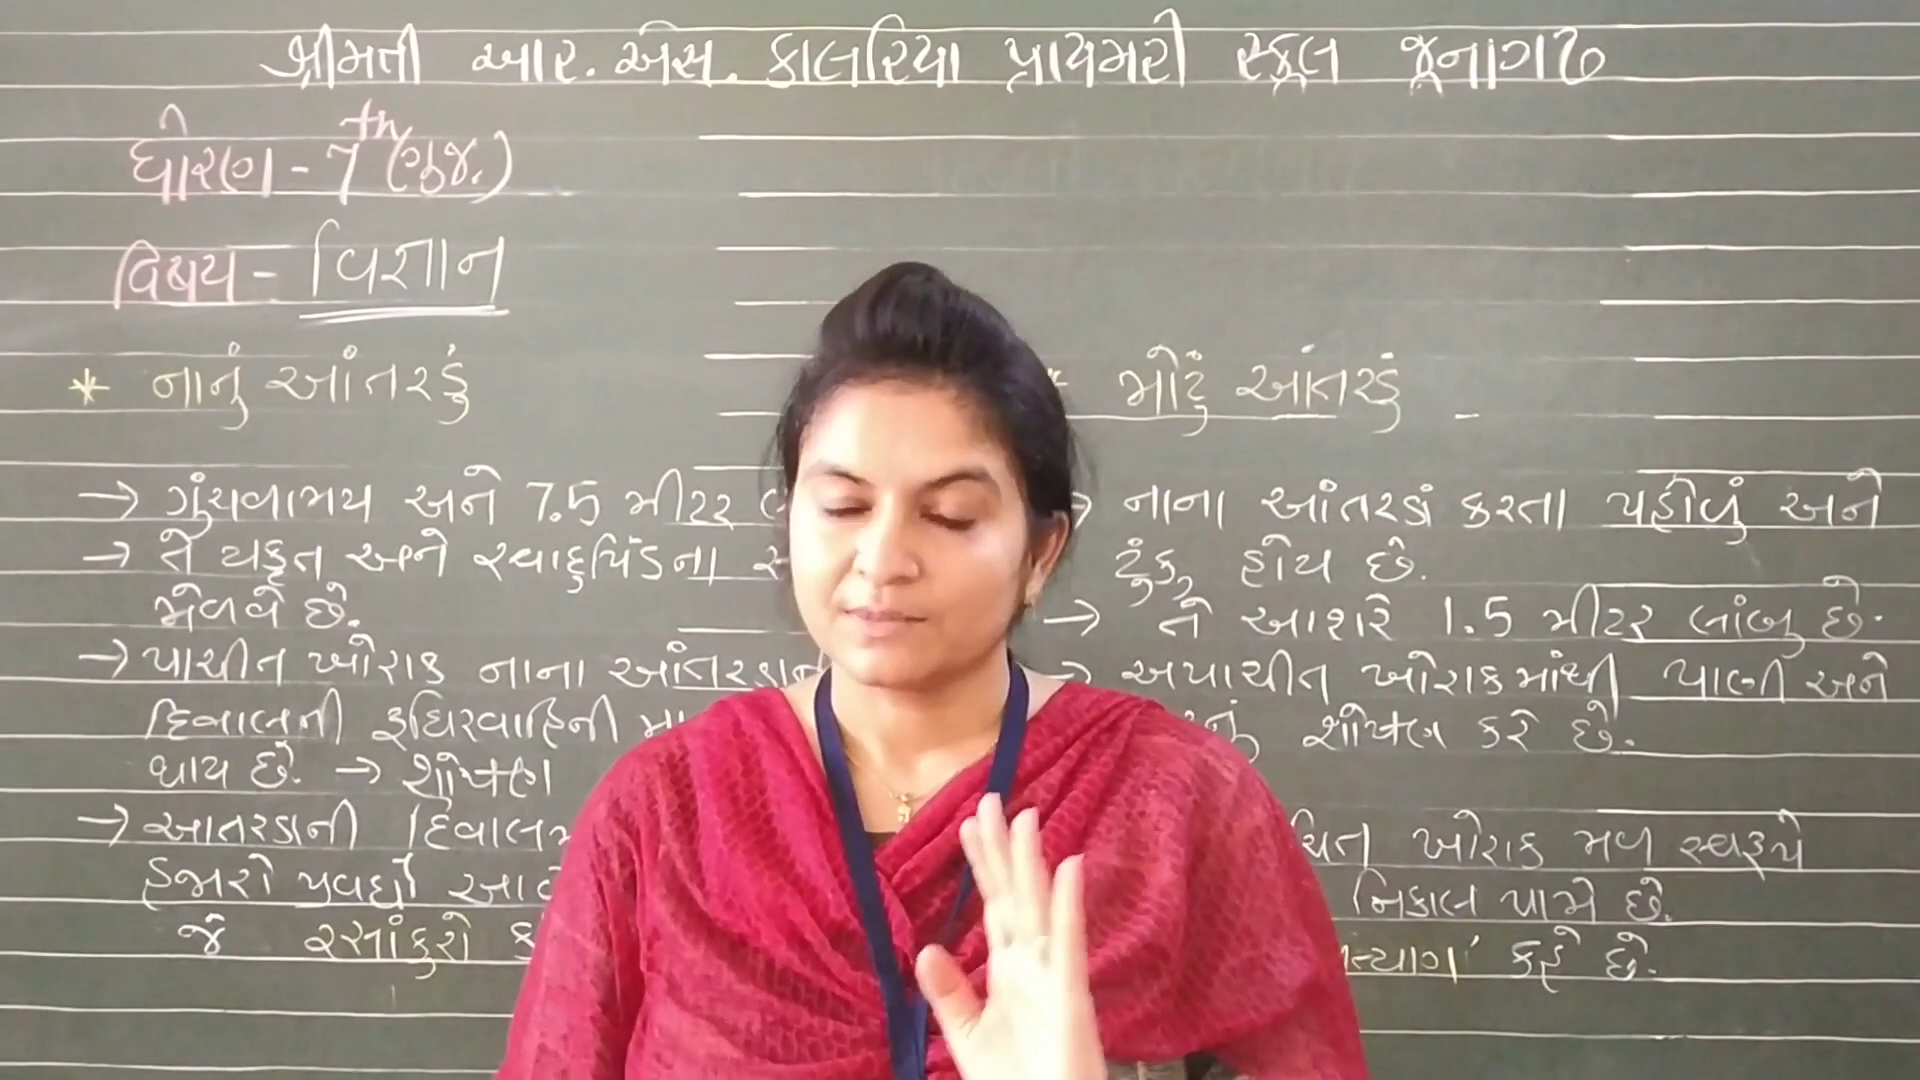 શ્રીમતી આર. એસ. કાલરિયા પ્રાયમરી સ્કૂલ જૂનાગઢ
ધોરણ - 7th (ગુજ.)
વિષય - વિજ્ઞાન
* નાનું આંતરડું
→ ગુંચવામય અને 7.5 મીટર
→ તે યકૃત અને સ્વાદુપિંડના
મેળવે છે.
→ પાચીત ખોરાક નાના આંતરડાની
દિવાલની રૂધિરવાહિની
થાય છે. → શોષણ
→ આતરડાની દિવાલ
હજારો પ્રવર્ધો
જે રસાંકુરો
* મોટું આંતરડું -
→ નાના આંતરડાં કરતા પહોળું અને
ટુંકુ હોય છે.
→ તે આશરે 1.5 મીટર લાંબુ છે.
→ અપાચીત ખોરાકમાંથી પાણી અને
શોષણ કરે છે.
ખોરાક મળ સ્વરૂપે
નિકાલ પામે છે.
કહે છે.